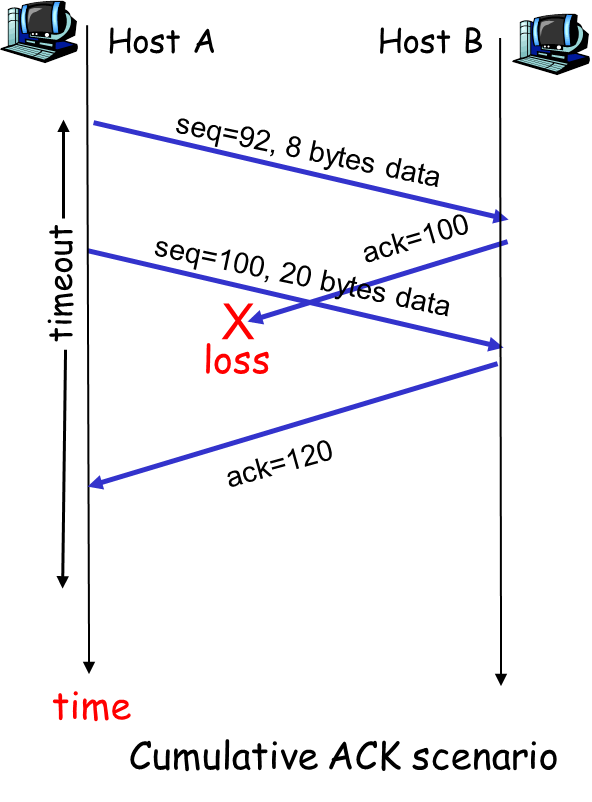 Host A
Host B
seq=92, 8 bytes data
ack=100
seq=100, 20 bytes data
timeout
X
loss
ack=120
time
Cumulative ACK scenario